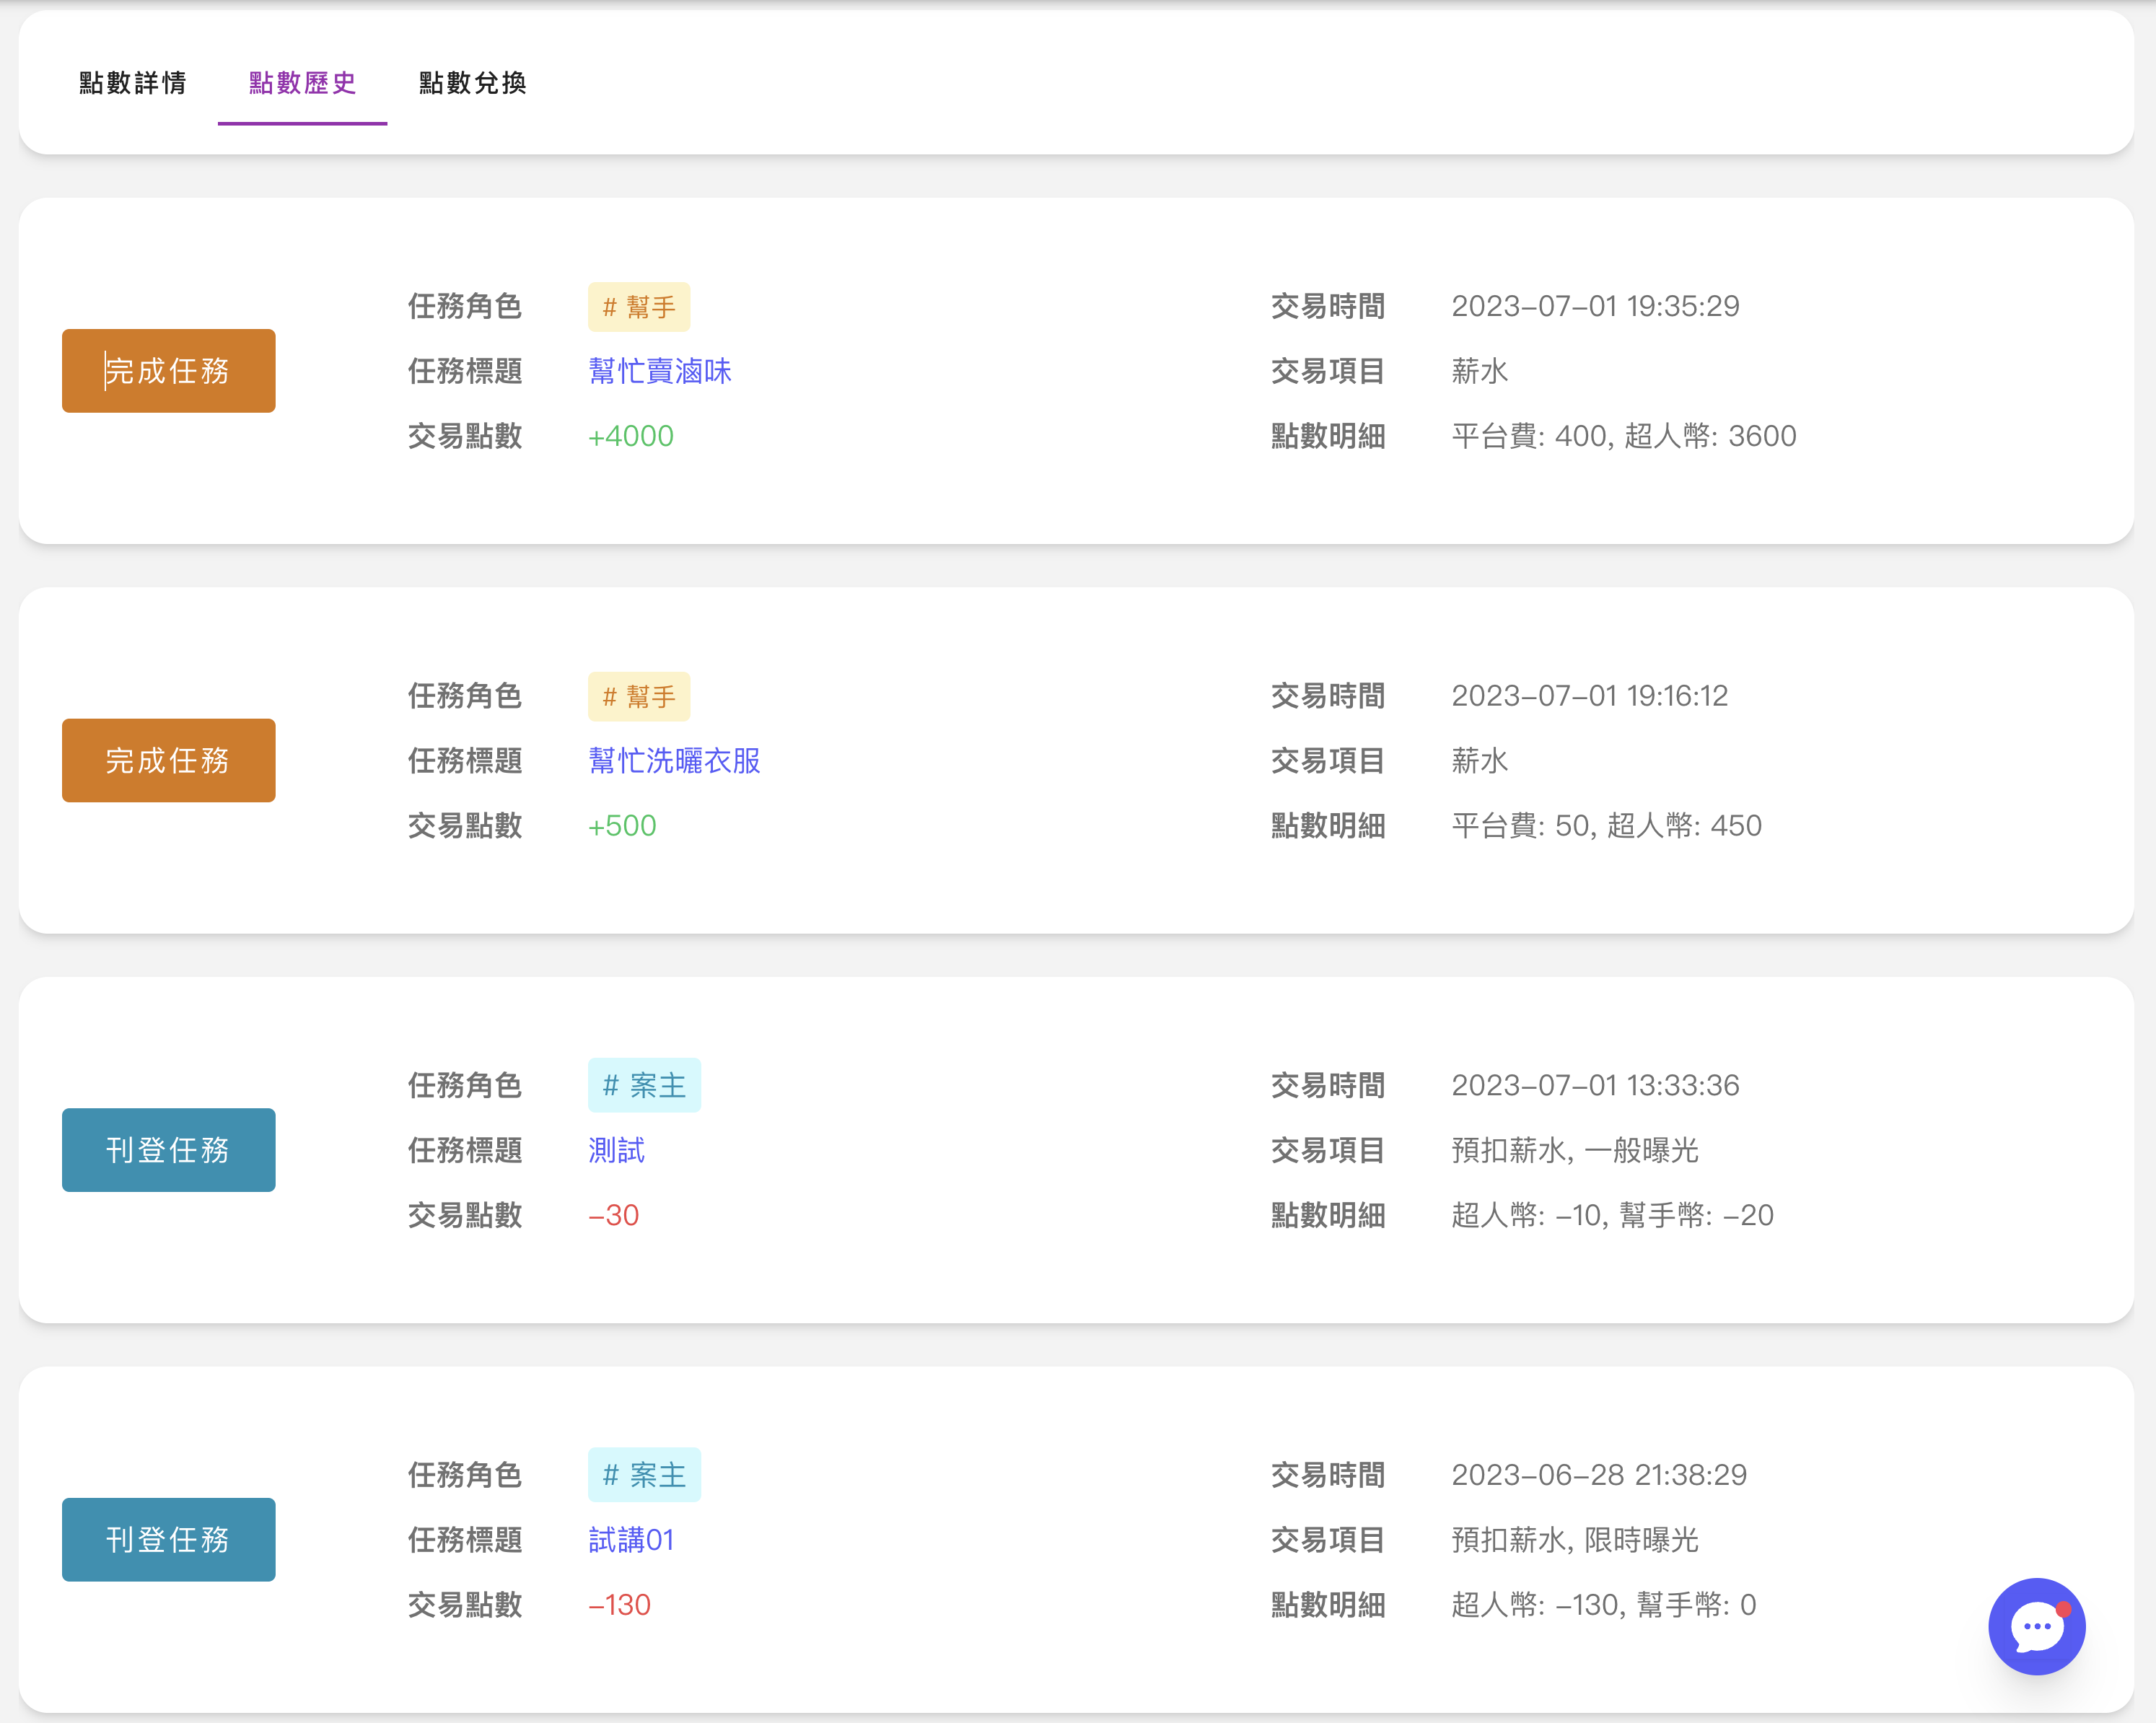 點數詳情 點數歷史 點數兌換
完成任務
任務角色 # 幫手
任務標題 幫忙賣滷味
交易點數 +4000
交易時間 2023-07-01 19:35:29
交易項目 薪水
點數明細 平台費: 400, 超人幣: 3600
完成任務
任務角色 # 幫手
任務標題 幫忙洗曬衣服
交易點數 +500
交易時間 2023-07-01 19:16:12
交易項目 薪水
點數明細 平台費: 50, 超人幣: 450
刊登任務
任務角色 # 案主
任務標題 測試
交易點數 -30
交易時間 2023-07-01 13:33:36
交易項目 預扣薪水, 一般曝光
點數明細 超人幣: -10, 幫手幣: -20
刊登任務
任務角色 # 案主
任務標題 試講01
交易點數 -130
交易時間 2023-06-28 21:38:29
交易項目 預扣薪水, 限時曝光
點數明細 超人幣: -130, 幫手幣: 0